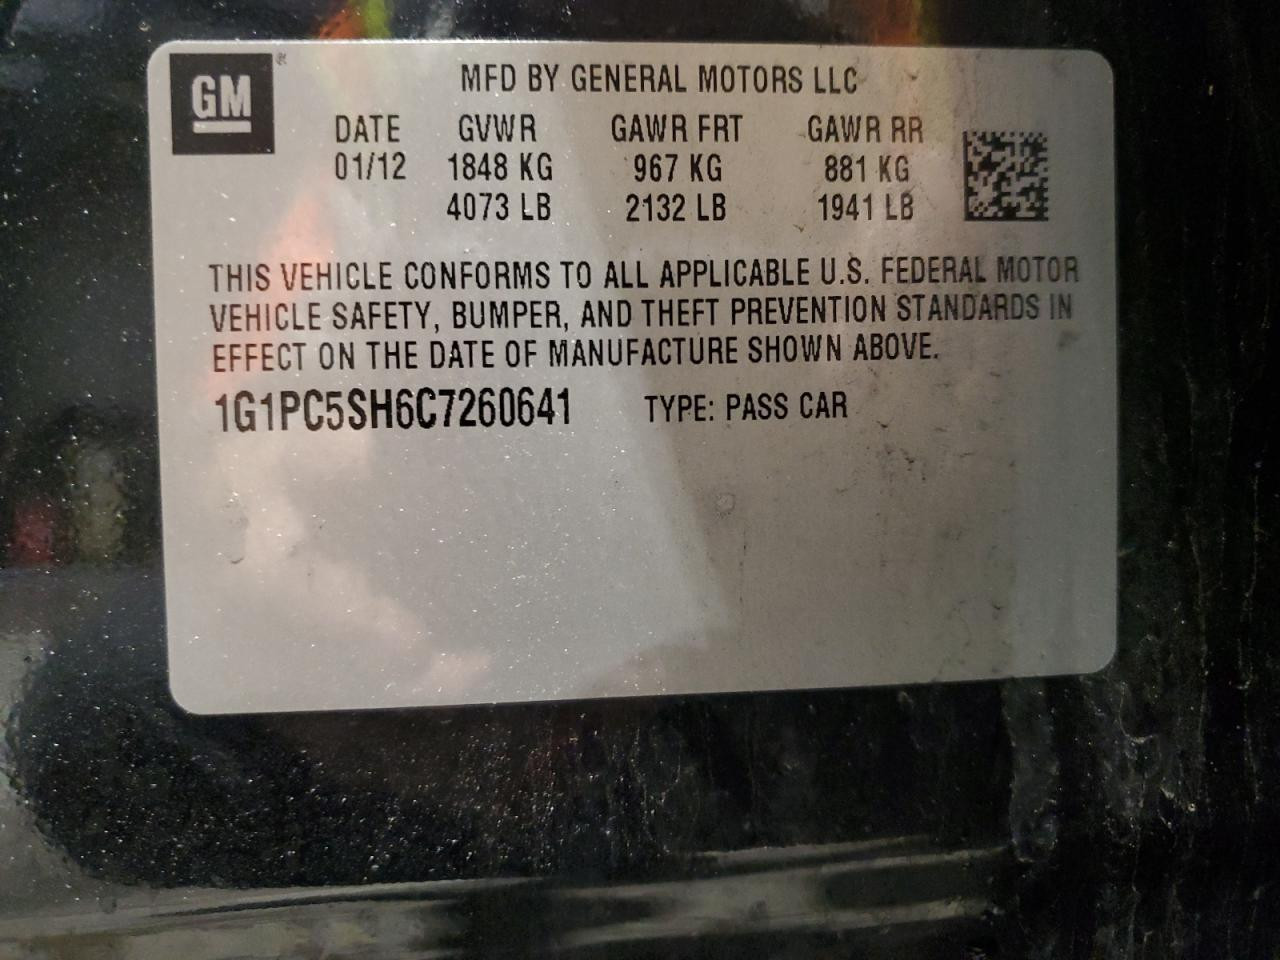 GM®
MFD BY GENERAL MOTORS LLC
DATE GVWR GAWR FRT GAWR RR
01/12 1848 KG 967 KG 881 KG
4073 LB 2132 LB 1941 LB
THIS VEHICLE CONFORMS TO ALL APPLICABLE U.S. FEDERAL MOTOR
VEHICLE SAFETY, BUMPER, AND THEFT PREVENTION STANDARDS IN
EFFECT ON THE DATE OF MANUFACTURE SHOWN ABOVE.
1G1PC5SH6C7260641 TYPE: PASS CAR